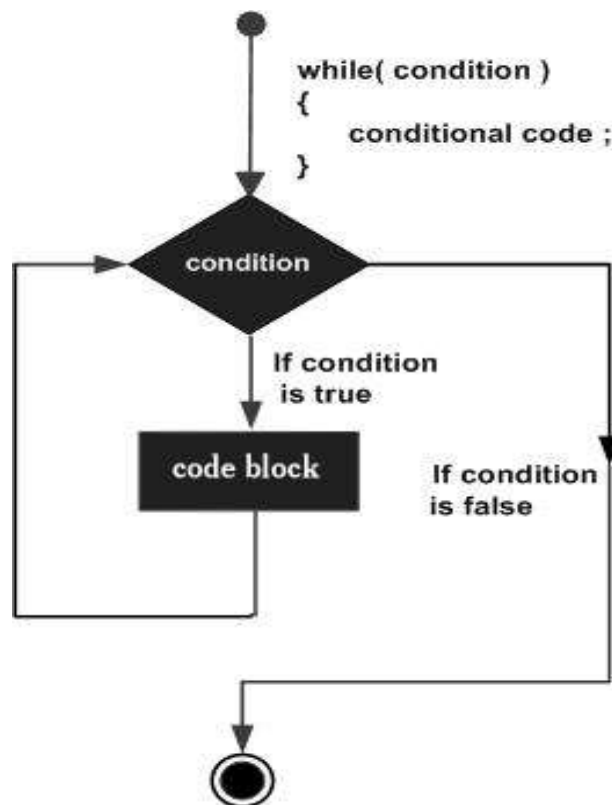 while( condition )
{
conditional code ;
}
condition
If condition
is true
code block
If condition
is false